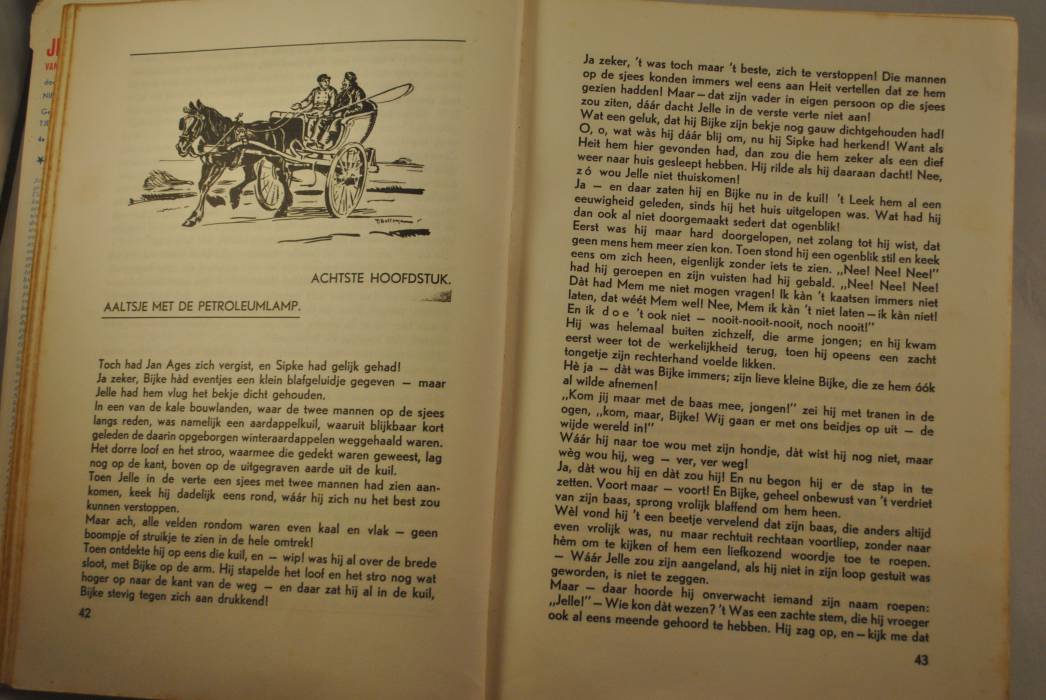 ACHTSTE HOOFDSTUK.
AALTSJE MET DE PETROLEUMLAMP.
Toch had Jan Ages zich vergist, en Sipke had gelijk gehad!
Ja zeker, Bijke hàd eventjes een klein blafgeluidje gegeven — maar
Jelle had hem vlug het bekje dicht gehouden.
In een van de kale bouwlanden, waar de twee mannen op de sjees
langs reden, was namelijk een aardappelkuil, waaruit blijkbaar kort
geleden de daarin opgeborgen winteraardappelen weggehaald waren.
Het dorre loof en het stroo, waarmee die gedekt waren geweest, lag
nog op de kant, boven op de uitgegraven aarde uit de kuil.
Toen Jelle in de verte een sjees met twee mannen had zien aan-
komen, keek hij dadelijk eens rond, wáár hij zich nu het best zou
kunnen verstoppen.
Maar ach, alle velden rondom waren even kaal en vlak — geen
boompje of struikje te zien in de hele omtrek!
Toen ontdekte hij op eens die kuil, en — wip! was hij al over de brede
sloot, met Bijke op de arm. Hij stapelde het loof en het stro nog wat
hoger op naar de kant van de weg — en daar zat hij al in de kuil,
Bijke stevig tegen zich aan drukkend!
42
Ja zeker, 't was toch maar 't beste, zich te verstoppen! Die mannen
op de sjees konden immers wel eens aan Heit vertellen dat ze hem
gezien hadden! Maar — dat zijn vader in eigen persoon op die sjees
zou ziten, dáár dacht Jelle in de verste verte niet aan!
Wat een geluk, dat hij Bijke zijn bekje nog gauw dichtgehouden had!
O, o, wat wàs hij dáár blij om, nu hij Sipke had herkend! Want als
Heit hem hier gevonden had, dan zou die hem zeker als een dief
weer naar huis gesleept hebben. Hij rilde als hij daaraan dacht! Nee,
zó wou Jelle niet thuiskomen!
Ja — en daar zaten hij en Bijke nu in de kuil! 't Leek hem al een
eeuwigheid geleden, sinds hij het huis uitgelopen was. Wat had hij
dan ook al niet doorgemaakt sedert dat ogenblik!
Eerst was hij maar hard doorgelopen, net zolang tot hij wist, dat
geen mens hem meer zien kon. Toen stond hij een ogenblik stil en keek
eens om zich heen, eigenlijk zonder iets te zien. „Nee! Nee! Nee!"
had hij geroepen en zijn vuisten had hij gebald. „Nee! Nee! Nee!
Dàt had Mem me niet mogen vragen! Ik kàn 't kaatsen immers niet
laten, dat wéét Mem wel! Nee, Mem ik kàn 't niet laten — ik kàn niet!
En ik doe 't ook niet — nooit-nooit-nooit, noch nooit!"
Hij was helemaal buiten zichzelf, die arme jongen; en hij kwam
eerst weer tot de werkelijkheid terug, toen hij opeens een zacht
tongetje zijn rechterhand voelde likken.
Hè ja — dàt was Bijke immers; zijn lieve kleine Bijke, die ze hem óók
al wilde afnemen!
„Kom jij maar met de baas mee, jongen!" zei hij met tranen in de
ogen, „kom, maar, Bijke! Wij gaan er met ons beidjes op uit — de
wijde wereld in!"
Wáár hij naar toe wou met zijn hondje, dàt wist hij nog niet, maar
wèg wou hij, weg — ver, ver weg!
Ja, dàt wou hij en dàt zou hij! En nu begon hij er de stap in te
zetten. Voort maar — voort! En Bijke, geheel onbewust van 't verdriet
van zijn baas, sprong vrolijk blaffend om hem heen.
Wèl vond hij 't een beetje vervelend dat zijn baas, die anders altijd
even vrolijk was, nu maar rechtuit rechtaan voortliep, zonder naar
hèm om te kijken of hem een liefkozend woordje toe te roepen.
— Wáár Jelle zou zijn aangeland, als hij niet in zijn loop gestuit was
geworden, is niet te zeggen.
Maar — daar hoorde hij onverwacht iemand zijn naam roepen:
„Jelle!" — Wie kon dàt wezen? 't Was een zachte stem, die hij vroeger
ook al eens meende gehoord te hebben. Hij zag op, en — kijk me dat
43